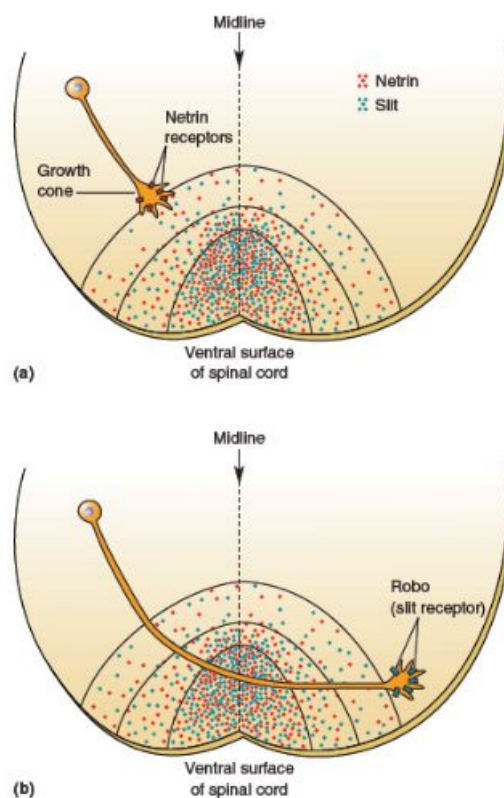 Midline
Netrin
Slit
Netrin
receptors
Growth
cone
Ventral surface
of spinal cord
(a)
Midline
Robo
(slit receptor)
Ventral surface
of spinal cord
(b)